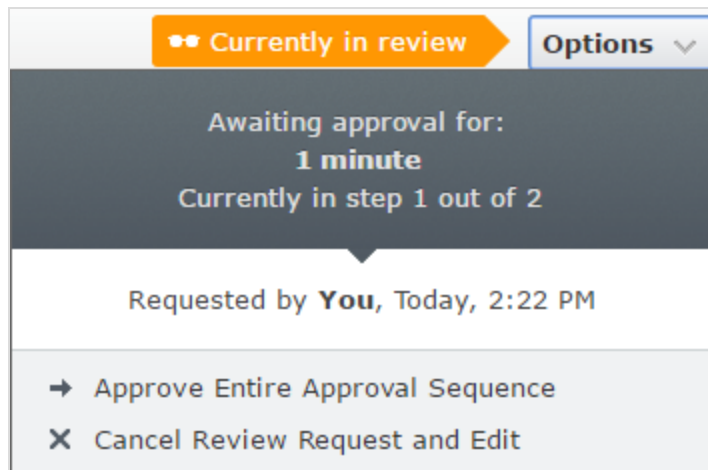 Currently in review
Options
Awaiting approval for:
1 minute
Currently in step 1 out of 2
Requested by You, Today, 2:22 PM
Approve Entire Approval Sequence
Cancel Review Request and Edit